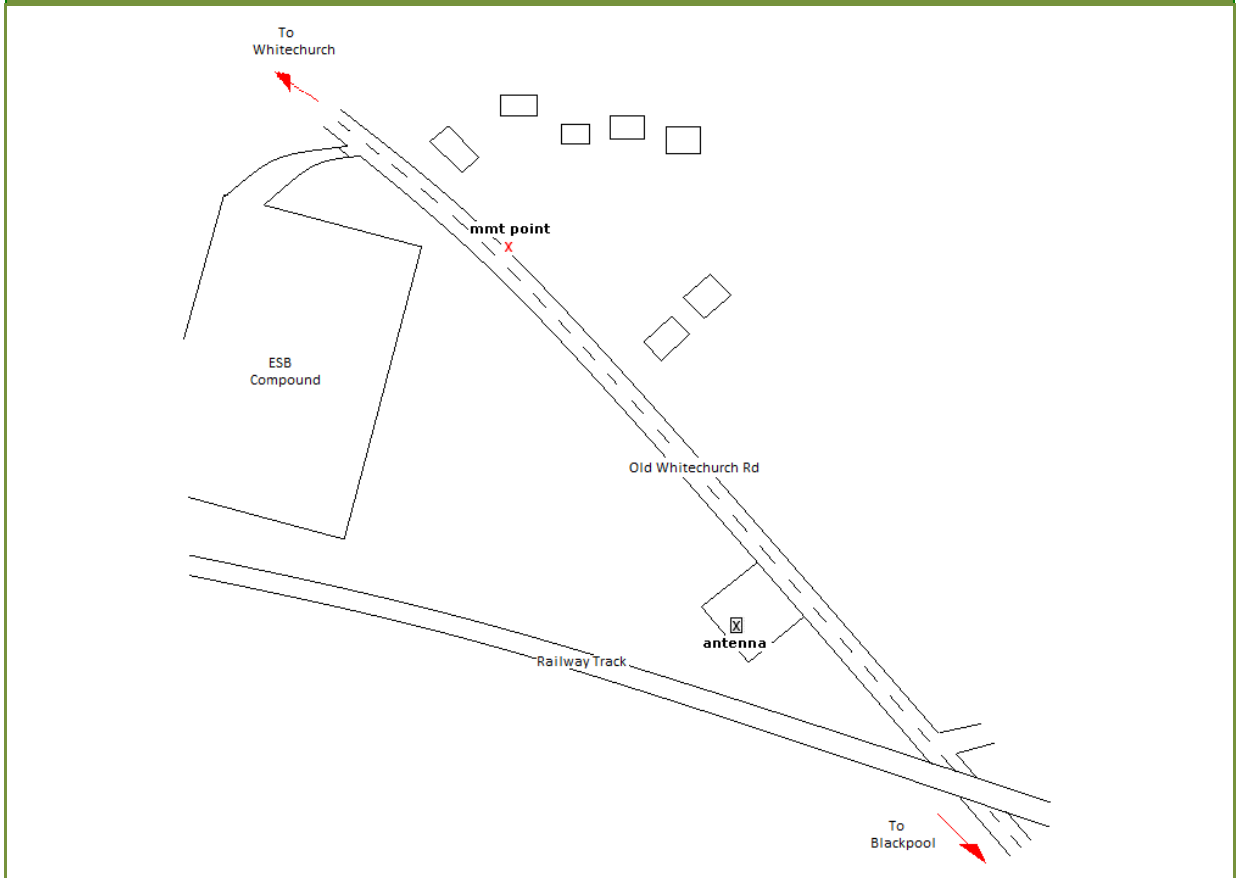 To
Whitechurch
mmt point
X
ESB
Compound
Old Whitechurch Rd
X
antenna
Railway Track
To
Blackpool